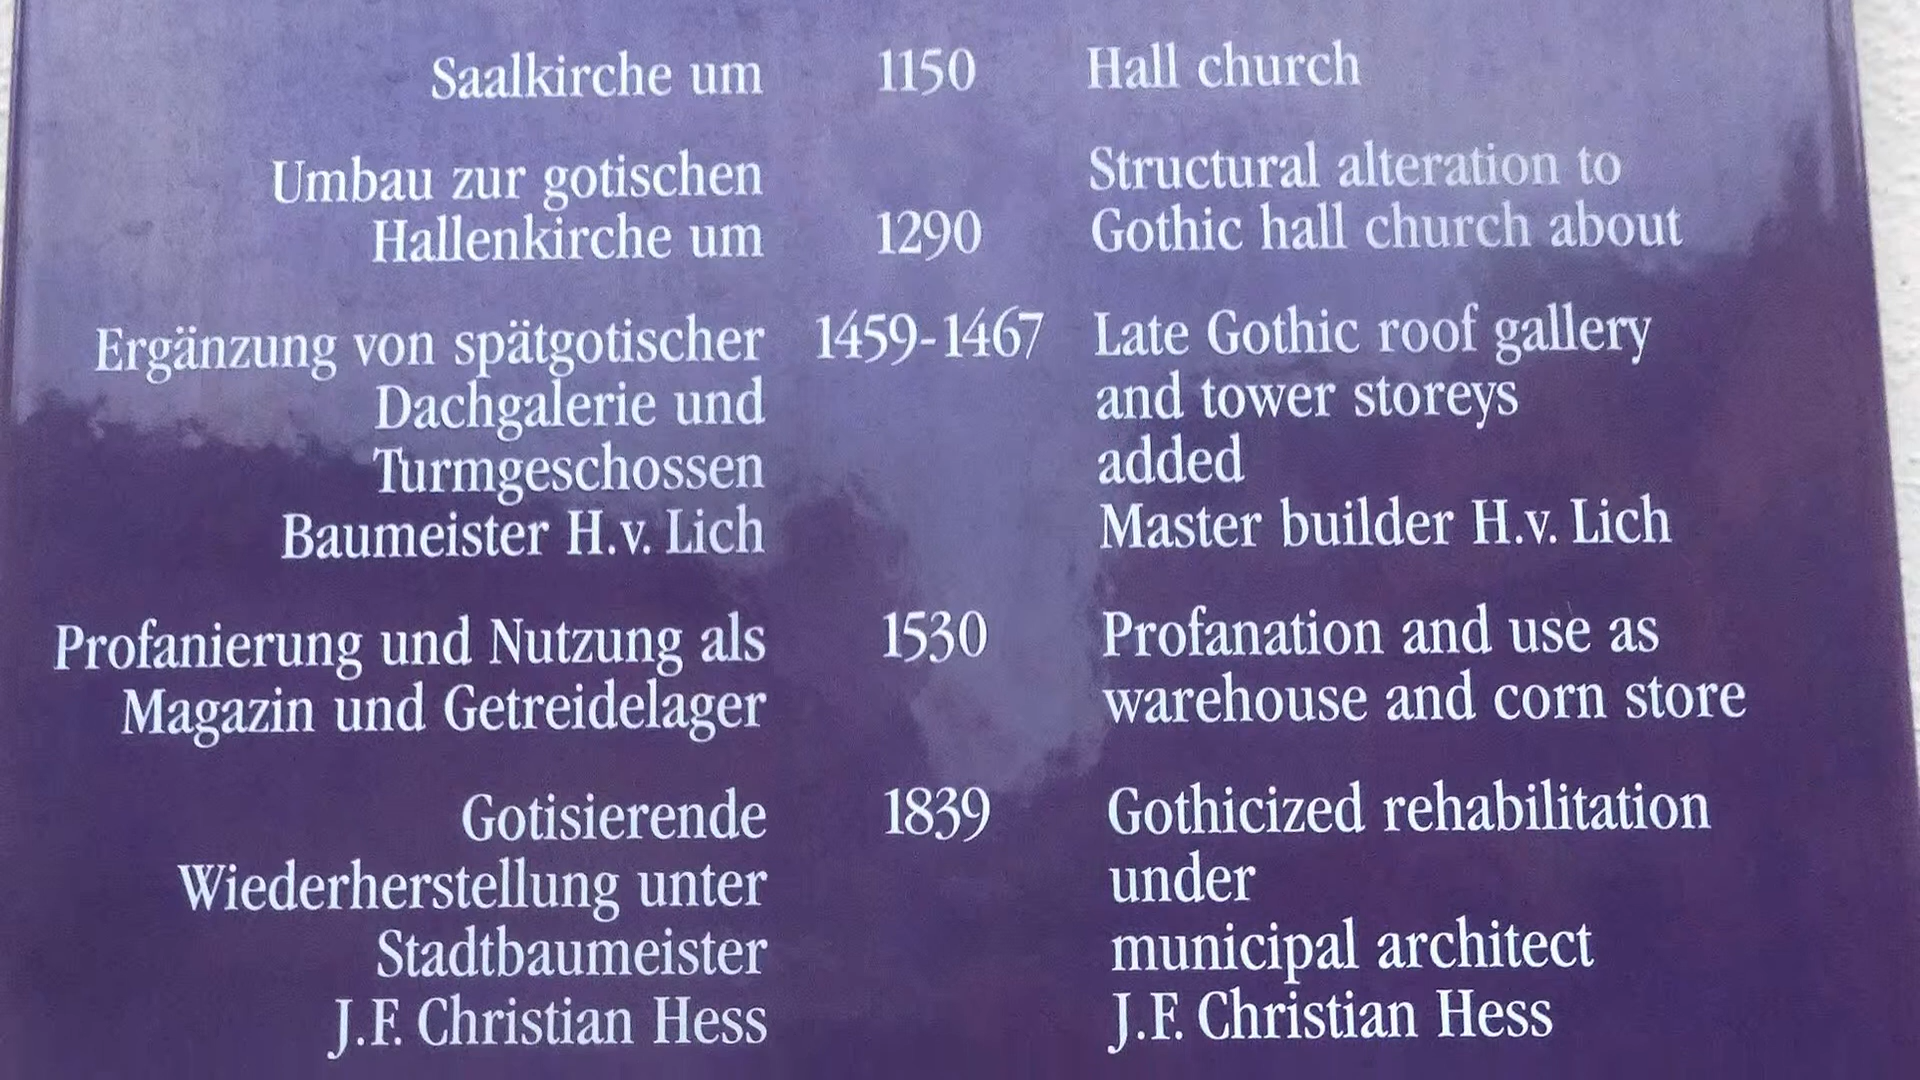 Saalkirche um 1150 Hall church
Umbau zur gotischen Structural alteration to
Hallenkirche um 1290 Gothic hall church about
Ergänzung von spätgotischer 1459-1467 Late Gothic roof gallery
Dachgalerie und and tower storeys
Turmgeschossen added
Baumeister H.v. Lich Master builder H.v. Lich
Profanierung und Nutzung als 1530 Profanation and use as
Magazin und Getreidelager warehouse and corn store
Gotisierende 1839 Gothicized rehabilitation
Wiederherstellung unter under
Stadtbaumeister municipal architect
J.F. Christian Hess J.F. Christian Hess